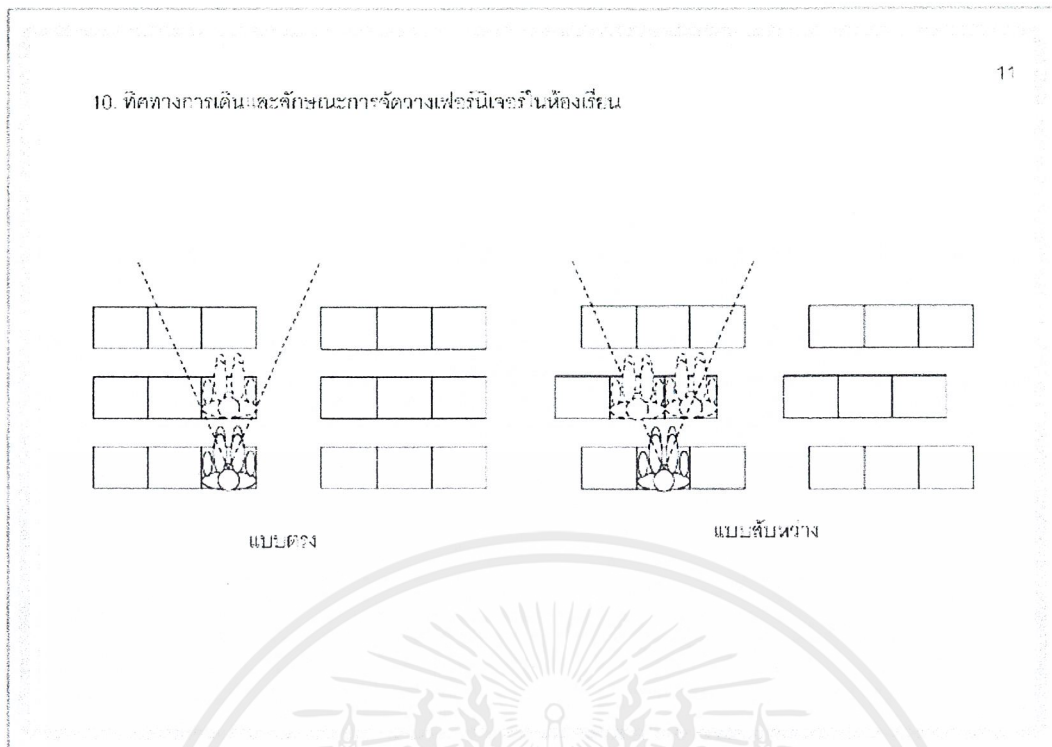 11
10. ทิศทางการเดินและลักษณะการจัดวางเฟอร์นิเจอร์ในห้องเรียน
แบบตรง
แบบสับหว่าง